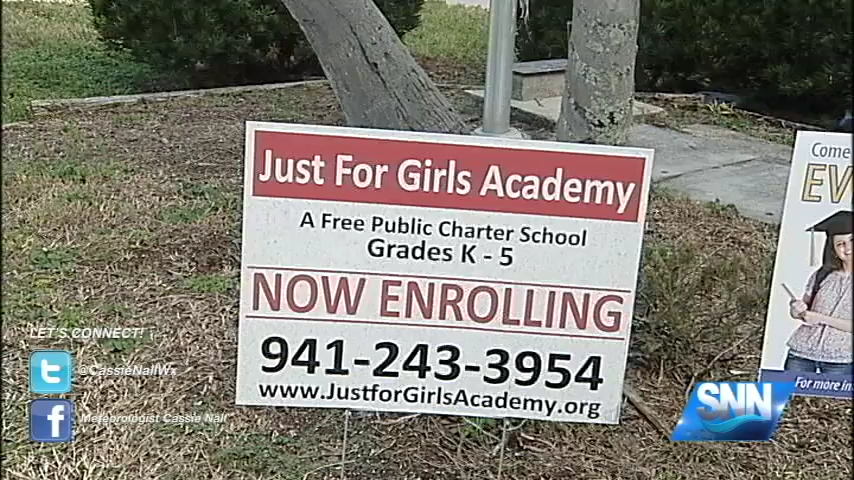 Just For Girls Academy
A Free Public Charter School
Grades K - 5
NOW ENROLLING
941-243-3954
www.JustforGirlsAcademy.org
Come
EV
For more in
LET'S CONNECT!
@CassieNallWx
Meteorologist Cassie Nall
SNN